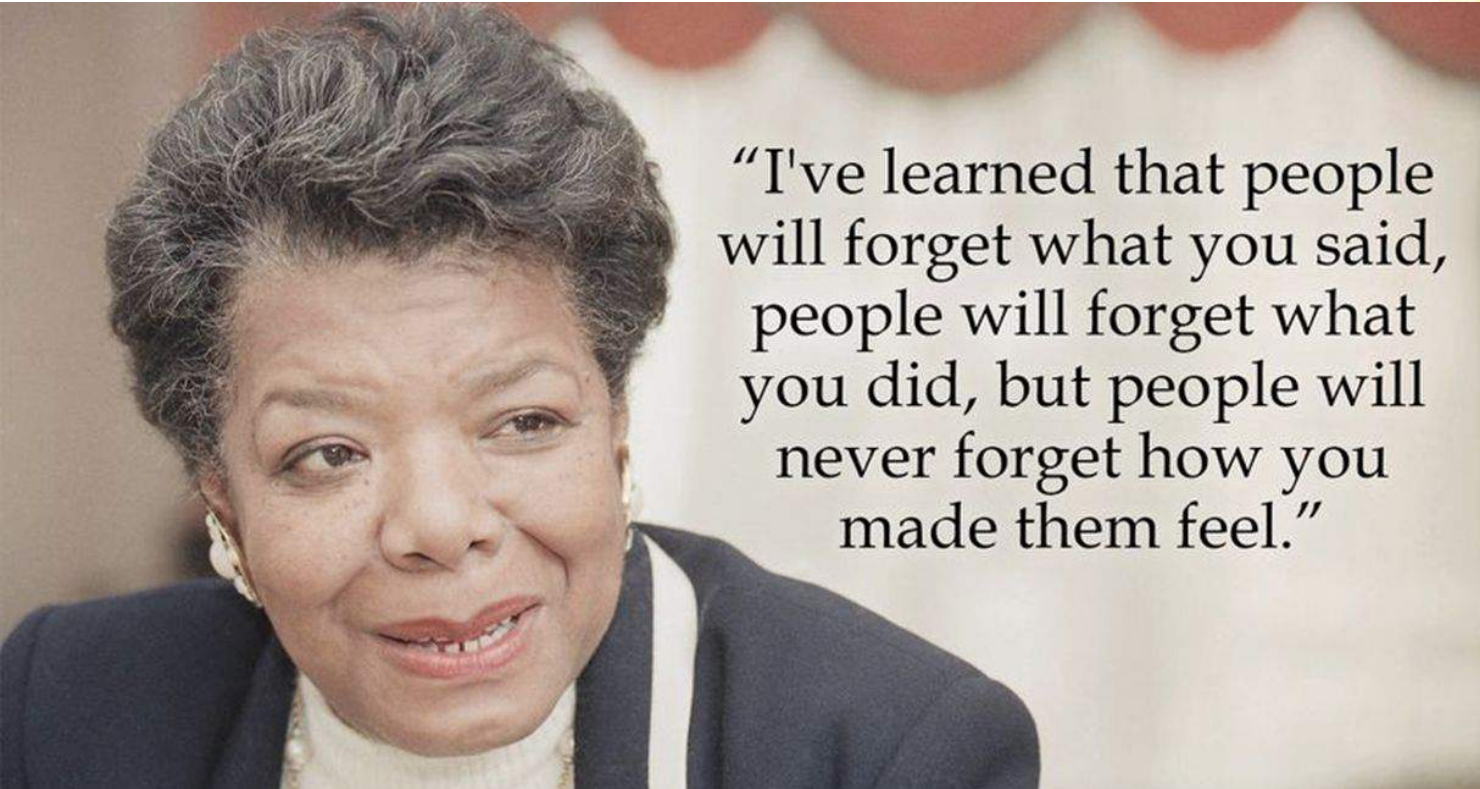 “I've learned that people
will forget what you said,
people will forget what
you did, but people will
never forget how you
made them feel.”